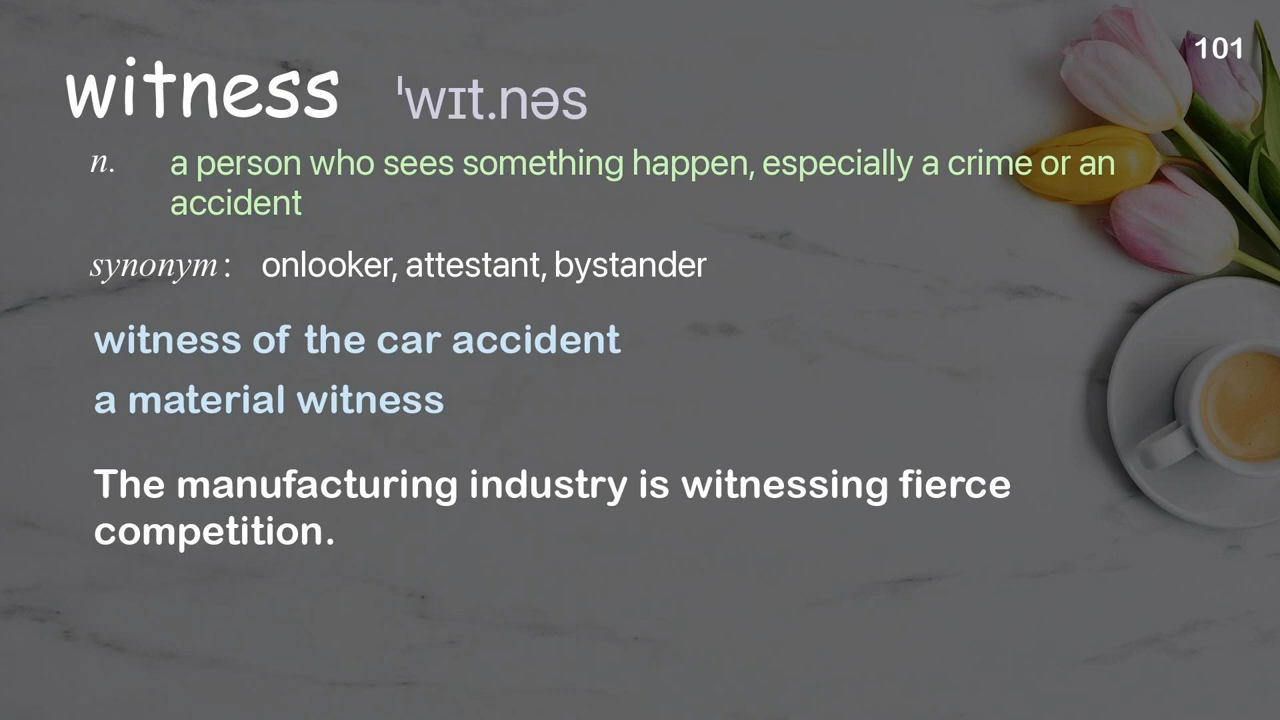 101
witness ˈwɪt.nəs
n. a person who sees something happen, especially a crime or an
accident
synonym : onlooker, attestant, bystander
witness of the car accident
a material witness
The manufacturing industry is witnessing fierce
competition.